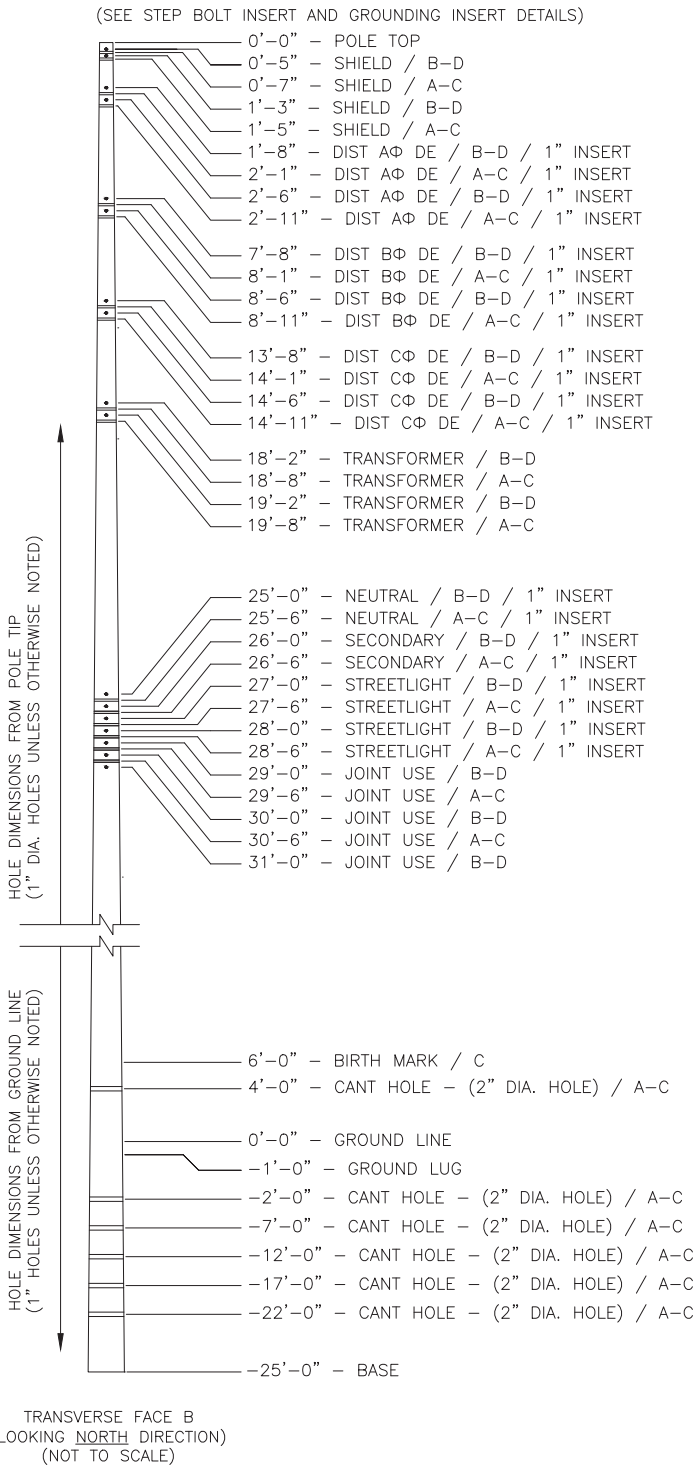 (SEE STEP BOLT INSERT AND GROUNDING INSERT DETAILS)
0'-0" - POLE TOP
0'-5" - SHIELD / B-D
0'-7" - SHIELD / A-C
1'-3" - SHIELD / B-D
1'-5" - SHIELD / A-C
1'-8" - DIST AΦ DE / B-D / 1" INSERT
2'-1" - DIST AΦ DE / A-C / 1" INSERT
2'-6" - DIST AΦ DE / B-D / 1" INSERT
2'-11" - DIST AΦ DE / A-C / 1" INSERT
7'-8" - DIST BΦ DE / B-D / 1" INSERT
8'-1" - DIST BΦ DE / A-C / 1" INSERT
8'-6" - DIST BΦ DE / B-D / 1" INSERT
8'-11" - DIST BΦ DE / A-C / 1" INSERT
13'-8" - DIST CΦ DE / B-D / 1" INSERT
14'-1" - DIST CΦ DE / A-C / 1" INSERT
14'-6" - DIST CΦ DE / B-D / 1" INSERT
14'-11" - DIST CΦ DE / A-C / 1" INSERT
18'-2" - TRANSFORMER / B-D
18'-8" - TRANSFORMER / A-C
19'-2" - TRANSFORMER / B-D
19'-8" - TRANSFORMER / A-C
25'-0" - NEUTRAL / B-D / 1" INSERT
25'-6" - NEUTRAL / A-C / 1" INSERT
26'-0" - SECONDARY / B-D / 1" INSERT
26'-6" - SECONDARY / A-C / 1" INSERT
27'-0" - STREETLIGHT / B-D / 1" INSERT
27'-6" - STREETLIGHT / A-C / 1" INSERT
28'-0" - STREETLIGHT / B-D / 1" INSERT
28'-6" - STREETLIGHT / A-C / 1" INSERT
29'-0" - JOINT USE / B-D
29'-6" - JOINT USE / A-C
30'-0" - JOINT USE / B-D
30'-6" - JOINT USE / A-C
31'-0" - JOINT USE / B-D
HOLE DIMENSIONS FROM POLE TIP
(1" DIA. HOLES UNLESS OTHERWISE NOTED)
6'-0" - BIRTH MARK / C
4'-0" - CANT HOLE - (2" DIA. HOLE) / A-C
0'-0" - GROUND LINE
-1'-0" - GROUND LUG
-2'-0" - CANT HOLE - (2" DIA. HOLE) / A-C
-7'-0" - CANT HOLE - (2" DIA. HOLE) / A-C
-12'-0" - CANT HOLE - (2" DIA. HOLE) / A-C
-17'-0" - CANT HOLE - (2" DIA. HOLE) / A-C
-22'-0" - CANT HOLE - (2" DIA. HOLE) / A-C
-25'-0" - BASE
HOLE DIMENSIONS FROM GROUND LINE
(1" HOLES UNLESS OTHERWISE NOTED)
TRANSVERSE FACE B
LOOKING NORTH DIRECTION)
(NOT TO SCALE)